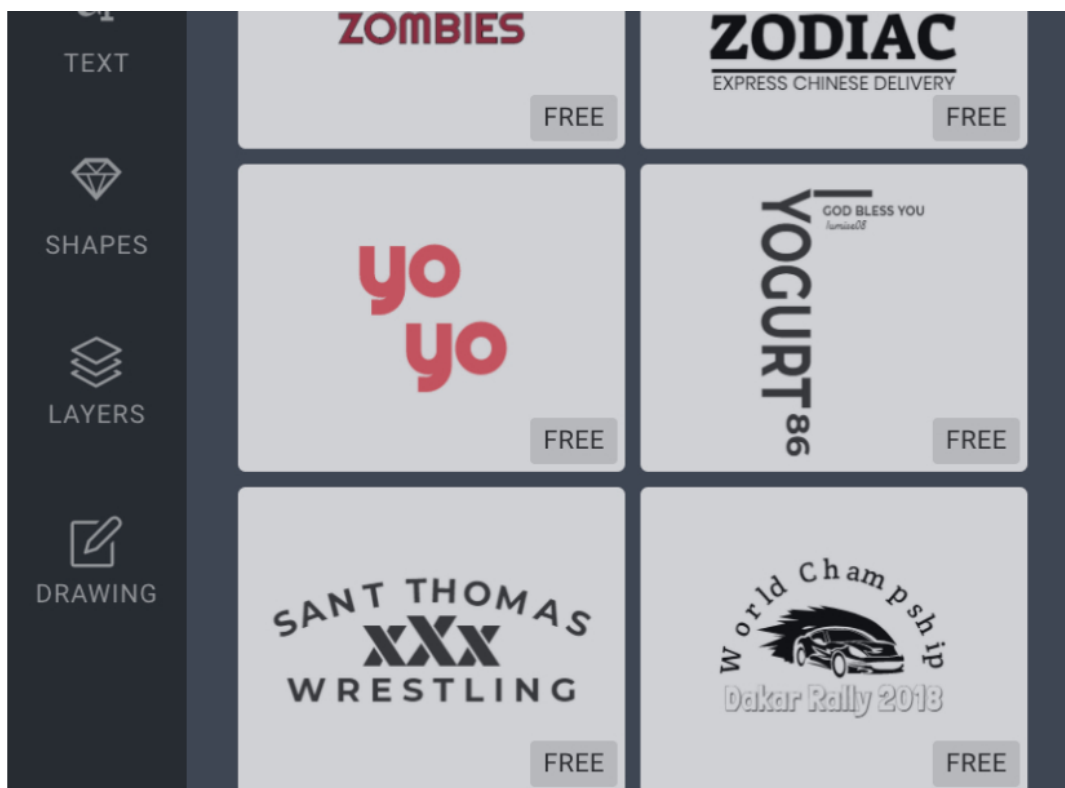 TEXT
SHAPES
LAYERS
DRAWING
ZOMBIES
FREE
ZODIAC
EXPRESS CHINESE DELIVERY
FREE
yo
yo
FREE
YOGURT 86
GOD BLESS YOU
lumise08
FREE
SANT THOMAS
xXx
WRESTLING
FREE
World Champship
Dakar Rally 2018
FREE